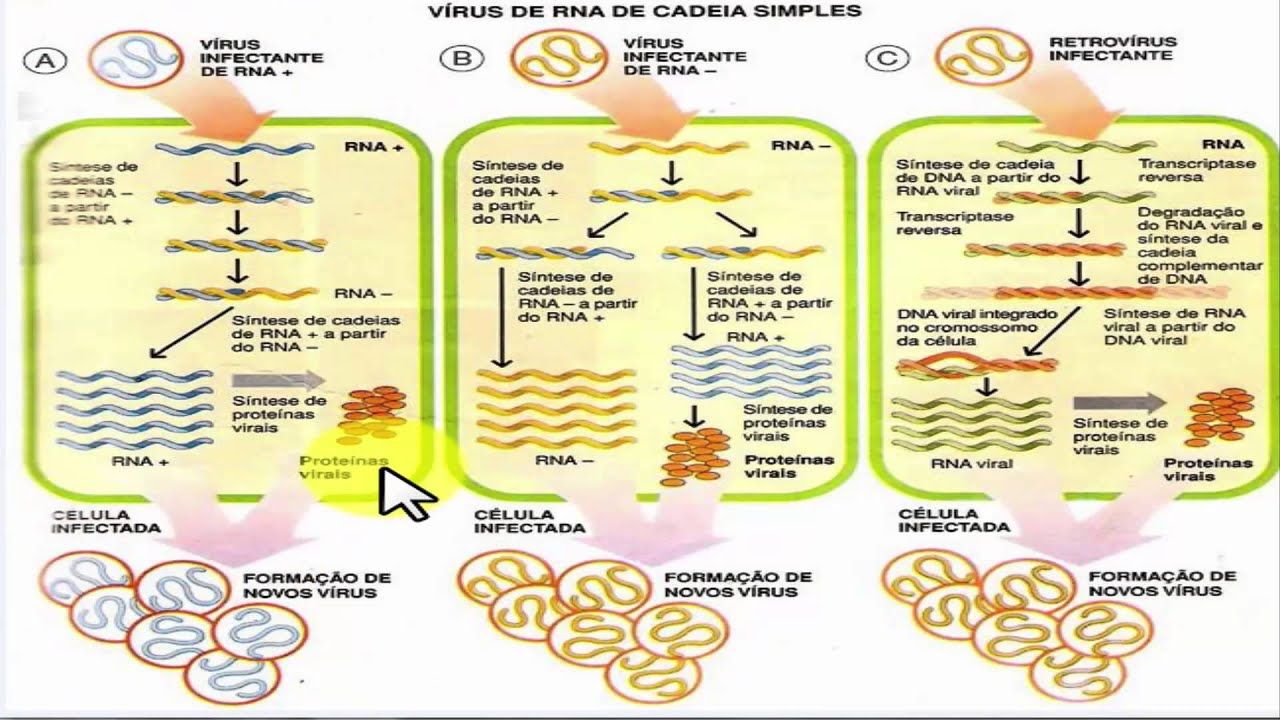 VÍRUS DE RNA DE CADEIA SIMPLES
A
VÍRUS
INFECTANTE
DE RNA +
RNA +
Síntese de
cadeias
de RNA –
a partir
do RNA +
RNA –
Síntese de cadeias
de RNA + a partir
do RNA –
Síntese de
proteínas
virais
RNA +
Proteínas
virais
CELULA
INFECTADA
FORMAÇÃO DE
NOVOS VÍRUS
B
VÍRUS
INFECTANTE
DE RNA –
RNA –
Síntese de
cadeias
de RNA +
a partir
do RNA –
Síntese de
cadeias de
RNA – a partir
do RNA +
Síntese de
cadeias de
RNA + a partir
do RNA –
RNA +
Síntese de
proteínas
virais
RNA –
Proteínas
virais
CÉLULA
INFECTADA
FORMAÇÃO DE
NOVOS VÍRUS
C
RETROVÍRUS
INFECTANTE
RNA
Síntese de cadeia
de DNA a partir do
RNA viral
Transcriptase
reversa
Transcriptase
reversa
Degradação
do RNA viral e
síntese da
cadeia
complementar
de DNA
DNA viral integrado
no cromossomo
da célula
Síntese de RNA
viral a partir do
DNA viral
Síntese de
proteínas
virais
RNA viral
Proteínas
virais
CÉLULA
INFECTADA
FORMAÇÃO DE
NOVOS VÍRUS